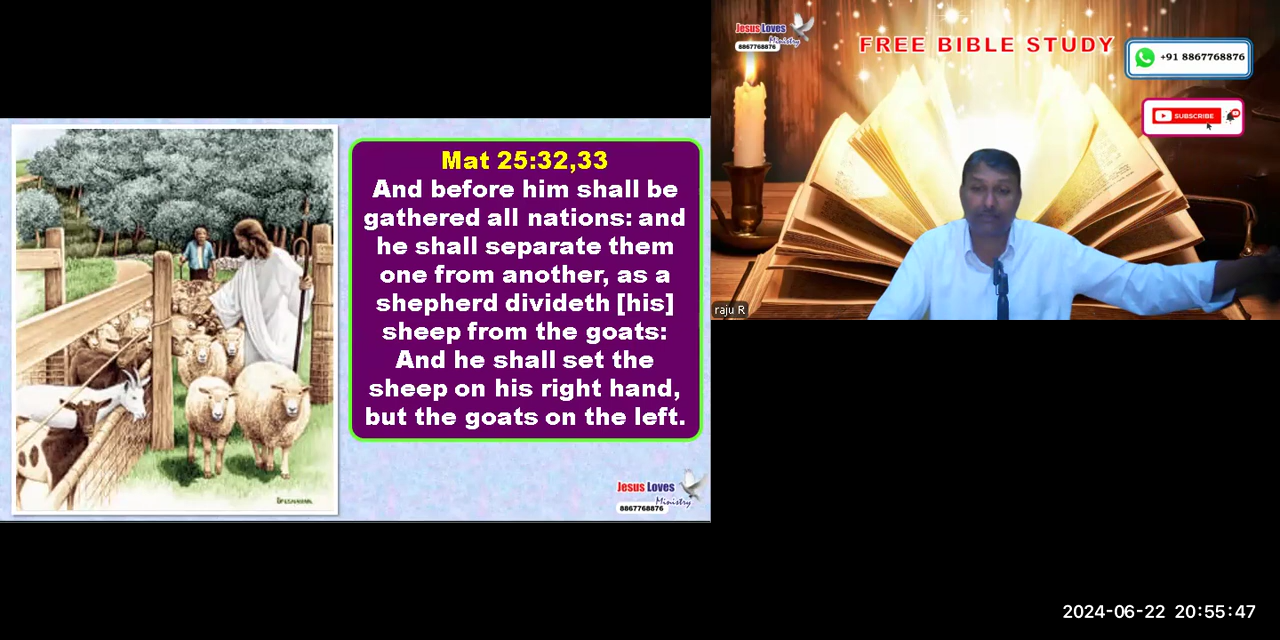 Mat 25:32,33
And before him shall be
gathered all nations: and
he shall separate them
one from another, as a
shepherd divideth [his]
sheep from the goats:
And he shall set the
sheep on his right hand,
but the goats on the left.
Jesus Loves
Ministry
8867768876
Jesus Loves
Ministry
8867768876
FREE BIBLE STUDY
+91 8867768876
SUBSCRIBE
raju R
2024-06-22 20:55:47